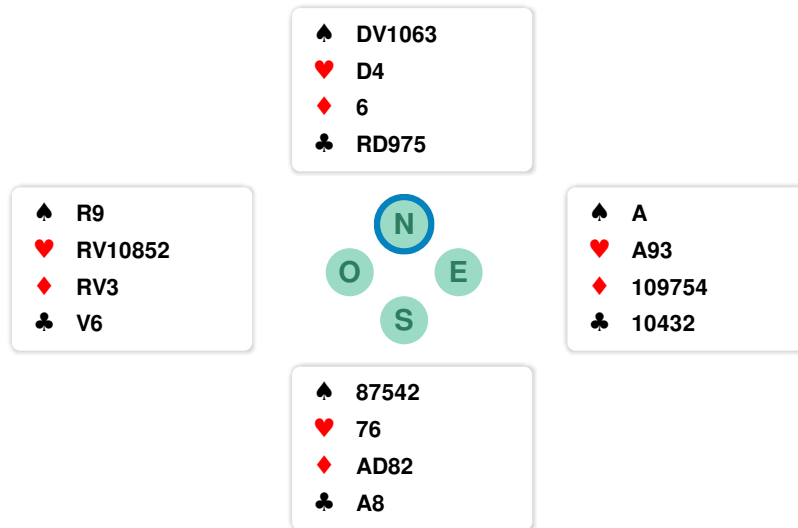 ♠ DV1063
♥ D4
♦ 6
♣ RD975
♠ R9
♥ RV10852
♦ RV3
♣ V6
N
O E
S
♠ A
♥ A93
♦ 109754
♣ 10432
♠ 87542
♥ 76
♦ AD82
♣ A8